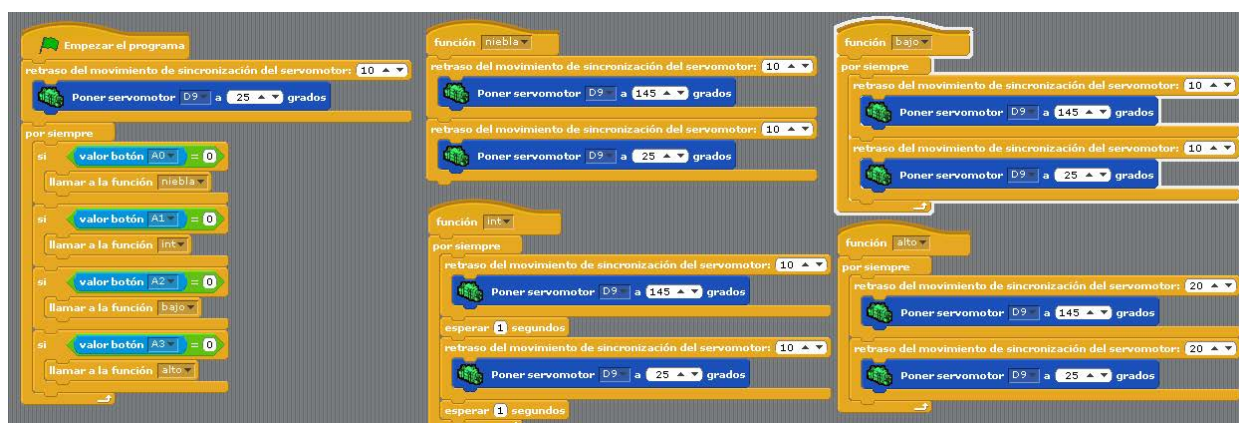 Empezar el programa
retraso del movimiento de sincronización del servomotor: 10
Poner servomotor D9 a 25 grados
por siempre
si valor botón A0 = 0
llamar a la función niebla
si valor botón A1 = 0
llamar a la función int
si valor botón A2 = 0
llamar a la función bajo
si valor botón A3 = 0
llamar a la función alto
función niebla
retraso del movimiento de sincronización del servomotor: 10
Poner servomotor D9 a 145 grados
retraso del movimiento de sincronización del servomotor: 10
Poner servomotor D9 a 25 grados
función int
por siempre
retraso del movimiento de sincronización del servomotor: 10
Poner servomotor D9 a 145 grados
esperar 1 segundos
retraso del movimiento de sincronización del servomotor: 10
Poner servomotor D9 a 25 grados
esperar 1 segundos
función bajo
por siempre
retraso del movimiento de sincronización del servomotor: 10
Poner servomotor D9 a 145 grados
retraso del movimiento de sincronización del servomotor: 10
Poner servomotor D9 a 25 grados
función alto
por siempre
retraso del movimiento de sincronización del servomotor: 20
Poner servomotor D9 a 145 grados
retraso del movimiento de sincronización del servomotor: 20
Poner servomotor D9 a 25 grados